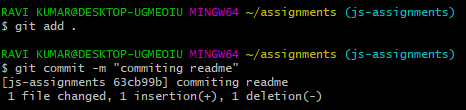 RAVI KUMAR@DESKTOP-UGMEOIU MINGW64 ~/assignments (js-assignments)
$ git add .
RAVI KUMAR@DESKTOP-UGMEOIU MINGW64 ~/assignments (js-assignments)
$ git commit -m "commiting readme"
[js-assignments 63cb99b] commiting readme
1 file changed, 1 insertion(+), 1 deletion(-)